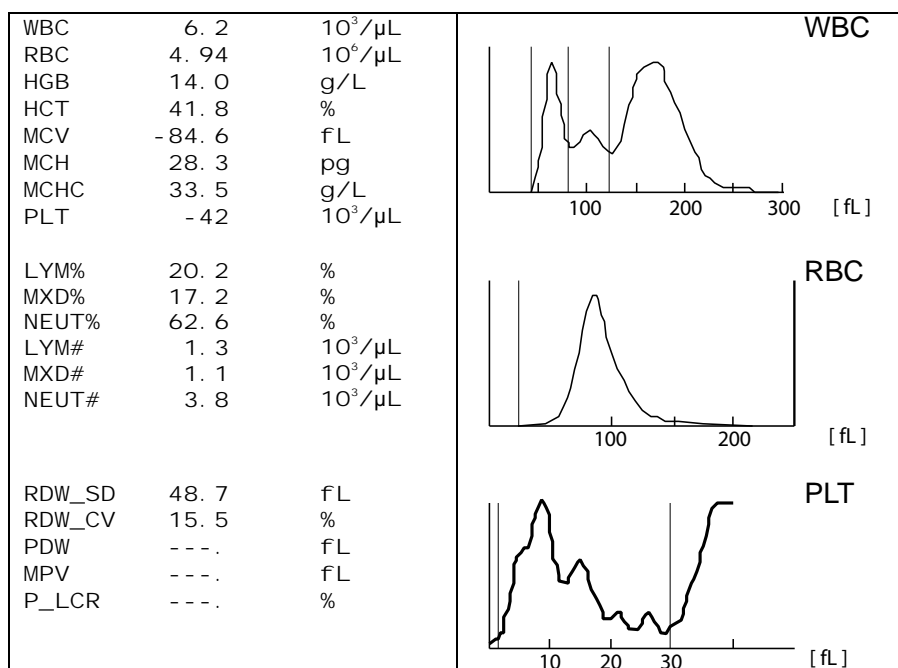 WBC 6.2 10³/µL
RBC 4.94 10⁶/µL
HGB 14.0 g/L
HCT 41.8 %
MCV -84.6 fL
MCH 28.3 pg
MCHC 33.5 g/L
PLT -42 10³/µL
LYM% 20.2 %
MXD% 17.2 %
NEUT% 62.6 %
LYM# 1.3 10³/µL
MXD# 1.1 10³/µL
NEUT# 3.8 10³/µL
RDW_SD 48.7 fL
RDW_CV 15.5 %
PDW ---. fL
MPV ---. fL
P_LCR ---. %
WBC
100 200 300 [fL]
RBC
100 200 [fL]
PLT
10 20 30 [fL]